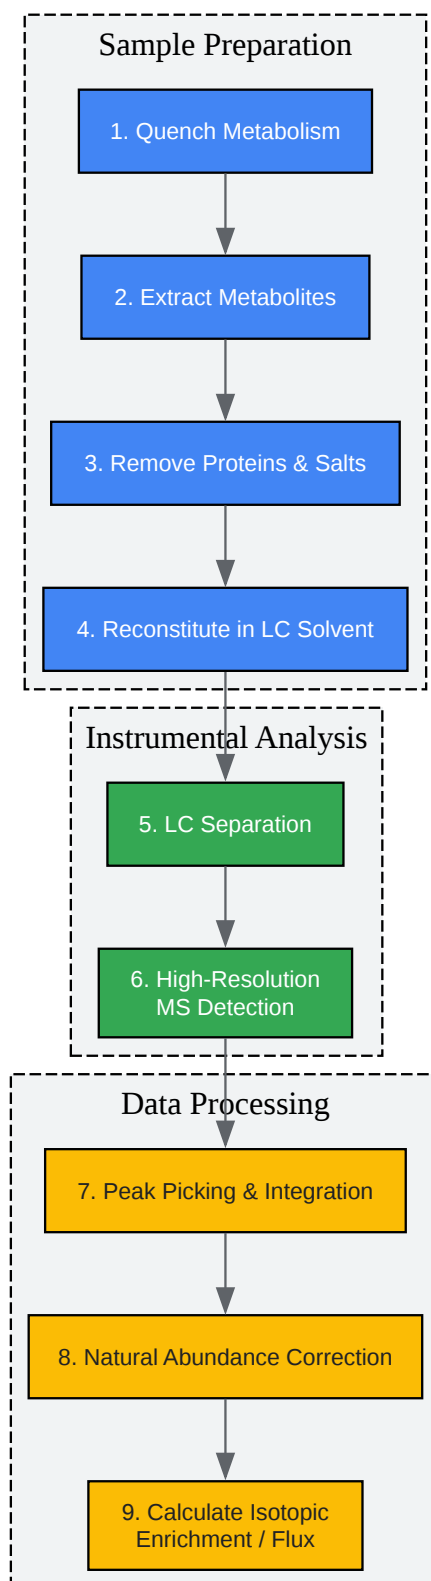 Sample Preparation
1. Quench Metabolism
2. Extract Metabolites
3. Remove Proteins & Salts
4. Reconstitute in LC Solvent
Instrumental Analysis
5. LC Separation
6. High-Resolution
MS Detection
Data Processing
7. Peak Picking & Integration
8. Natural Abundance Correction
9. Calculate Isotopic
Enrichment / Flux